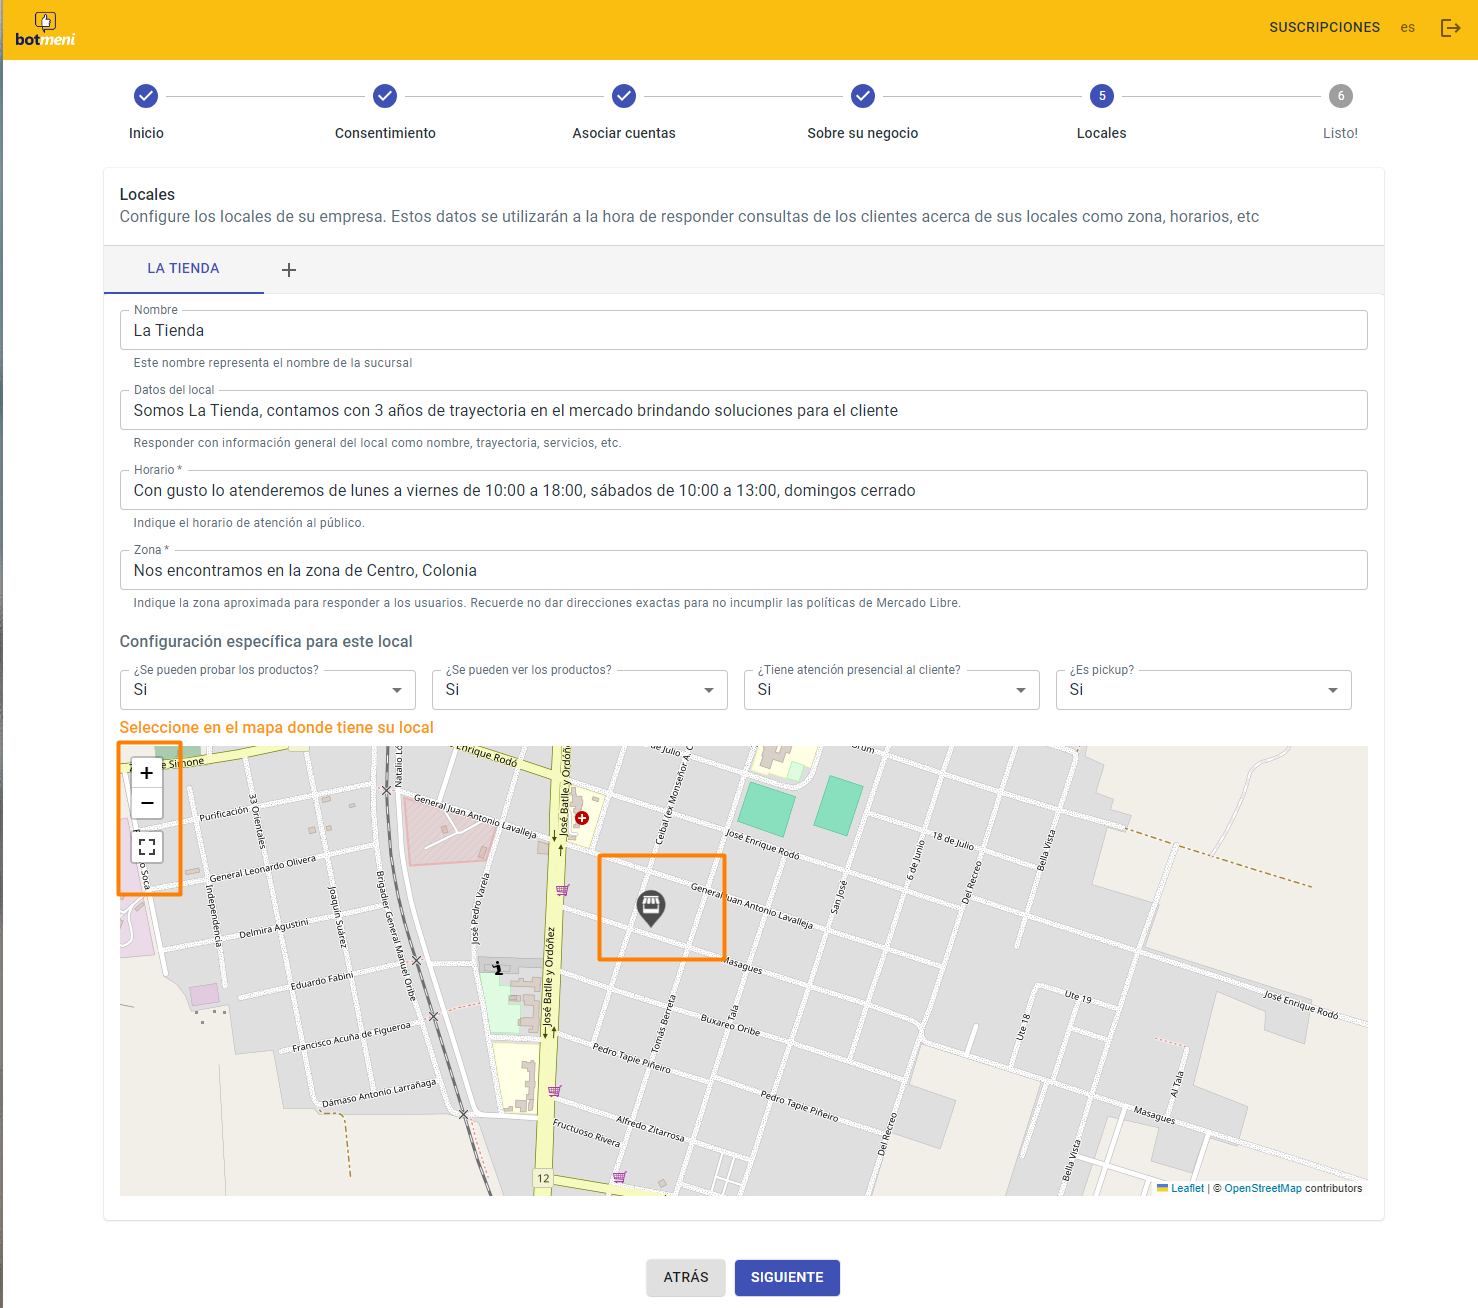 botmeni
SUSCRIPCIONES es
5 6
Inicio Consentimiento Asociar cuentas Sobre su negocio Locales Listo!
Locales
Configure los locales de su empresa. Estos datos se utilizarán a la hora de responder consultas de los clientes acerca de sus locales como zona, horarios, etc
LA TIENDA +
Nombre
La Tienda
Este nombre representa el nombre de la sucursal
Datos del local
Somos La Tienda, contamos con 3 años de trayectoria en el mercado brindando soluciones para el cliente
Responder con información general del local como nombre, trayectoria, servicios, etc.
Horario *
Con gusto lo atenderemos de lunes a viernes de 10:00 a 18:00, sábados de 10:00 a 13:00, domingos cerrado
Indique el horario de atención al público.
Zona *
Nos encontramos en la zona de Centro, Colonia
Indique la zona aproximada para responder a los usuarios. Recuerde no dar direcciones exactas para no incumplir las políticas de Mercado Libre.
Configuración específica para este local
¿Se pueden probar los productos? ¿Se pueden ver los productos? ¿Tiene atención presencial al cliente? ¿Es pickup?
Si Si Si Si
Seleccione en el mapa donde tiene su local
+
−
Simone
Natalio
Enrique Rodó
José Batlle y Ordóñ
de Julio
Ceibal (ex Monseñor A.
Purificación
33 Orientales
General Juan Antonio Lavalleja
José Enrique Rodó
18 de Julio
Bella Vista
6 de Junio
Soca
General Leonardo Olivera
Independencia
Joaquín Suárez
Brigadier General Manuel Oribe
José Pedro Varela
General Juan Antonio Lavalleja
San José
Del Recreo
Delmira Agustini
José Batlle y Ordóñez
Masagues
Eduardo Fabini
Ute 19
José Enrique Rodó
Francisco Acuña de Figueroa
Tomás Berreta
Tala
Buxareo Oribe
Ute 18
Pedro Tapie Piñeiro
Dámaso Antonio Larrañaga
Pedro Tapie Piñeiro
Al Tala
Masagues
Fructuoso Rivera
Alfredo Zitarrosa
Del Recreo
Bella Vista
12
Leaflet | © OpenStreetMap contributors
ATRÁS SIGUIENTE